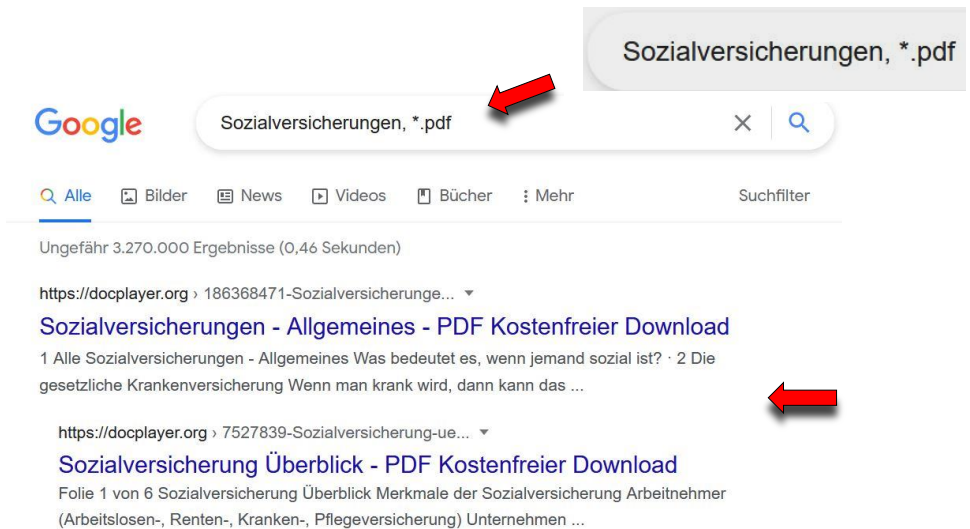 Sozialversicherungen, *.pdf
Google
Sozialversicherungen, *.pdf
Alle Bilder News Videos Bücher Mehr Suchfilter
Ungefähr 3.270.000 Ergebnisse (0,46 Sekunden)
https://docplayer.org › 186368471-Sozialversicherunge...
Sozialversicherungen - Allgemeines - PDF Kostenfreier Download
1 Alle Sozialversicherungen - Allgemeines Was bedeutet es, wenn jemand sozial ist? · 2 Die
gesetzliche Krankenversicherung Wenn man krank wird, dann kann das ...
https://docplayer.org › 7527839-Sozialversicherung-ue...
Sozialversicherung Überblick - PDF Kostenfreier Download
Folie 1 von 6 Sozialversicherung Überblick Merkmale der Sozialversicherung Arbeitnehmer
(Arbeitslosen-, Renten-, Kranken-, Pflegeversicherung) Unternehmen ...